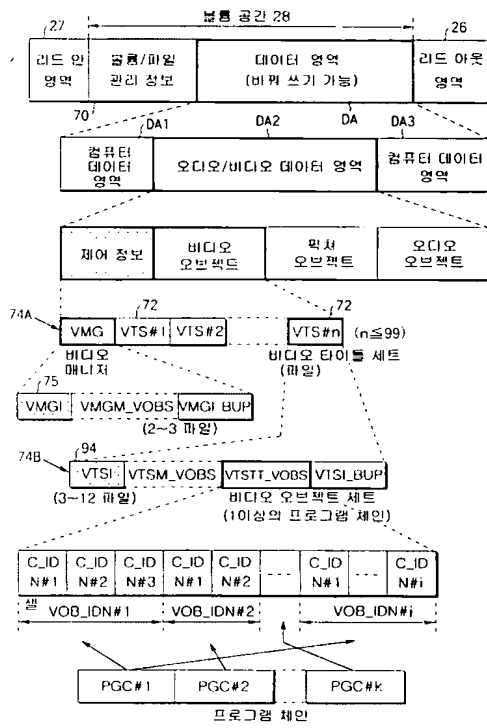 볼륨 공간 28
27
26
리드 안 영역
볼륨/파일 관리 정보
데이터 영역 (바꿔 쓰기 가능)
리드 아웃 영역
70
DA
DA1
DA2
DA3
컴퓨터 데이터 영역
오디오/비디오 데이터 영역
컴퓨터 데이터 영역
제어 정보
비디오 오브젝트
픽쳐 오브젝트
오디오 오브젝트
74A
72
72
VMG
VTS#1
VTS#2
VTS#n
(n≦99)
비디오 매니저
비디오 타이틀 세트 (파일)
75
VMGI
VMGM_VOBS
VMGI_BUP
(2~3 파일)
94
74B
VTSI
VTSM_VOBS
VTSTT_VOBS
VTSI_BUP
(3~12 파일)
비디오 오브젝트 세트
(1이상의 프로그램 체인)
C_ID N#1
C_ID N#2
C_ID N#3
C_ID N#1
C_ID N#2
C_ID N#1
C_ID N#i
셀
VOB_IDN#1
VOB_IDN#2
VOB_IDN#j
PGC#1
PGC#2
PGC#k
프로그램 체인